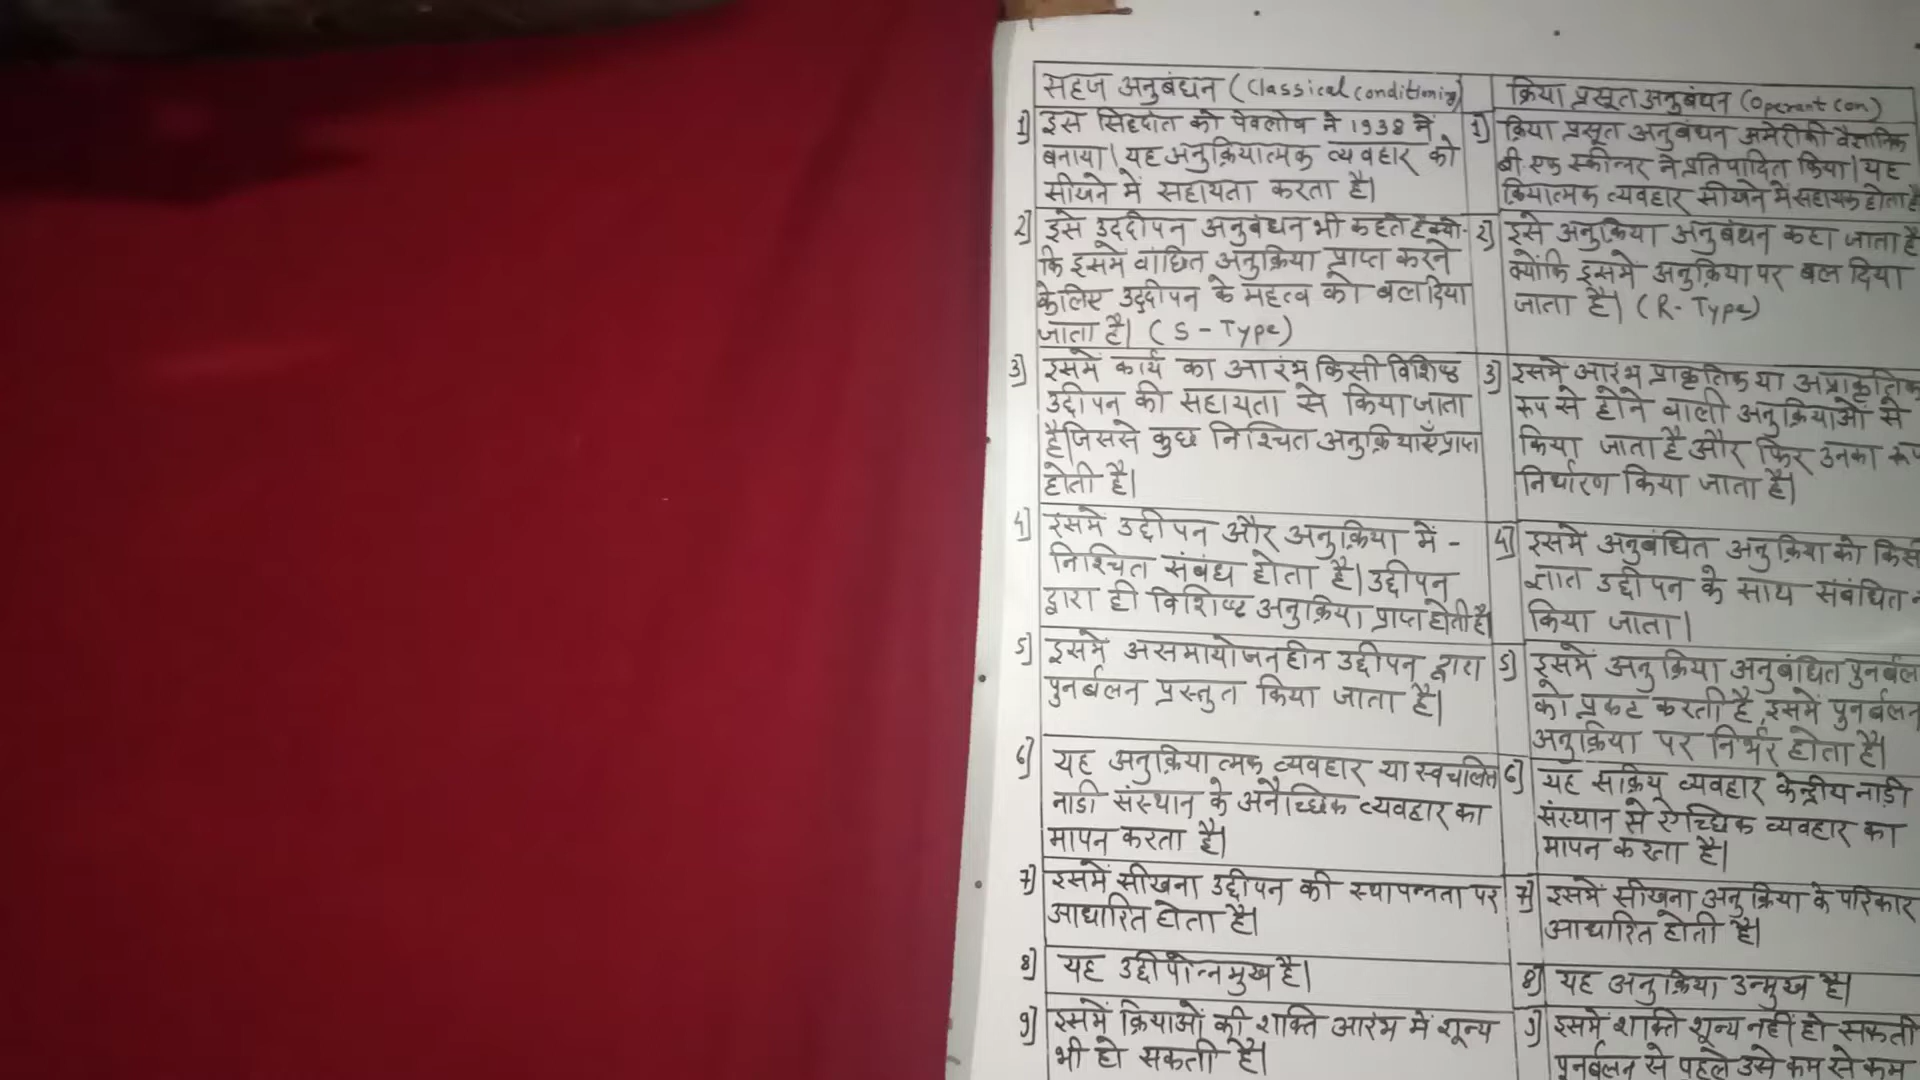 सहज अनुबंधन (Classical conditioning)
1] इस सिद्दांत को पेवलोव ने 1938 में
बनाया। यह अनुक्रियात्मक व्यवहार को
सीखने में सहायता करता है।
2] इसे उद्दीपन अनुबंधन भी कहते है क्यो-
कि इसमें वांछित अनुक्रिया प्राप्त करने
के लिए उद्दीपन के महत्व को बल दिया
जाता है। (S - Type)
3] इसमें कार्य का आरंभ किसी विशिष्ठ
उद्दीपन की सहायता से किया जाता
है जिससे कुछ निश्चित अनुक्रियाएँ प्राप्त
होती है।
4] इसमें उद्दीपन और अनुक्रिया में -
निश्चित संबंध होता है। उद्दीपन
द्वारा ही विशिष्ट अनुक्रिया प्राप्त होती है।
5] इसमें असमायोजनहीन उद्दीपन द्वारा
पुनर्बलन प्रस्तुत किया जाता है।
6] यह अनुक्रियात्मक व्यवहार या स्वचालित
नाडी संस्थान के अनैच्छिक व्यवहार का
मापन करता है।
7] इसमें सीखना उद्दीपन की स्थापन्नता पर
आधारित होता है।
8] यह उद्दीपोन्नमुख है।
9] इसमें क्रियाओं की शक्ति आरंभ में शून्य
भी हो सकती है।
क्रिया प्रसूत अनुबंधन (Operant con)
1] क्रिया प्रसूत अनुबंधन अमेरीकी वैज्ञानिक
बी.एफ स्कीन्नर ने प्रतिपादित किया। यह
क्रियात्मक व्यवहार सीखने में सहायक होता है
2] इसे अनुक्रिया अनुबंधन कहा जाता है
क्योंकि इसमें अनुक्रिया पर बल दिया
जाता है। (R- Type)
3] इसमें आरंभ प्राकृतिक या अप्राकृतिक
रूप से होने वाली अनुक्रियाओं से
किया जाता है और फिर उनका
निर्धारण किया जाता है।
4] इसमें अनुबंधित अनुक्रिया को
ज्ञात उद्दीपन के साथ संबंधित
किया जाता।
5] इसमें अनुक्रिया अनुबंधित
को प्रकट करती है, इसमें पुनर्बलन
अनुक्रिया पर निर्भर होता है।
6] यह सक्रिय व्यवहार केन्द्रीय नाड़ी
संस्थान से ऐच्छिक व्यवहार का
मापन करता है।
7] इसमें सीखना अनुक्रिया के परिकार
आधारित होती है।
8] यह अनुक्रिया उन्मुख है।
9] इसमें शक्ति शून्य नहीं हो सकती
पुनर्बलन से पहले उसे कम से कम